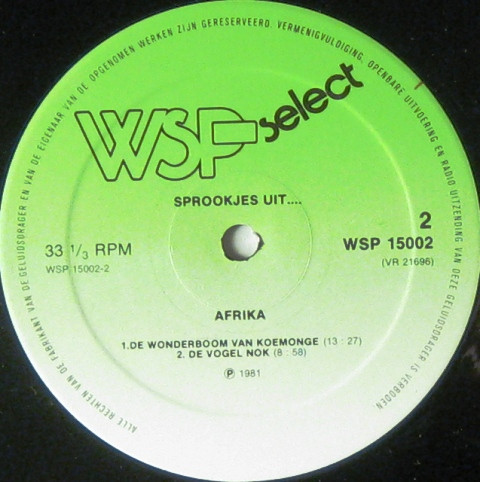 ALLE RECHTEN VAN DE FABRIKANT VAN DE GELUIDSDRAGER EN VAN DE EIGENAAR VAN DE OPGENOMEN WERKEN ZIJN GERESERVEERD. VERMENIGVULDIGING, OPENBARE UITVOERING EN RADIO UITZENDING VAN DEZE GELUIDSDRAGER IS VERBODEN
WSP-select
SPROOKJES UIT....
2
33 1/3 RPM
WSP 15002
WSP 15002-2
(VR 21696)
AFRIKA
1.DE WONDERBOOM VAN KOEMONGE (13 : 27)
2. DE VOGEL NOK (8 : 58)
Ⓟ 1981